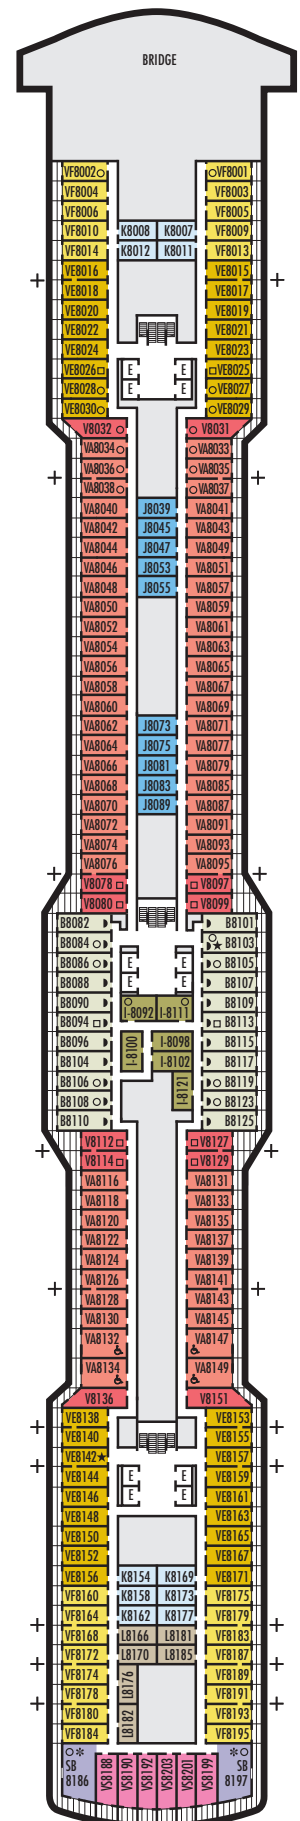 BRIDGE
VF8002 VF8001
VF8004 VF8003
VF8006 VF8005
VF8010 K8008 K8007 VF8009
VF8014 K8012 K8011 VF8013
VE8016 VE8015
VE8018 VE8017
VE8020 VE8019
VE8022 VE8021
VE8024 VE8023
VE8026 E E VE8025
VE8028 E E VE8027
VE8030 VE8029
V8032 V8031
VA8034 VA8033
VA8036 VA8035
VA8038 VA8037
VA8040 J8039 VA8041
VA8042 J8045 VA8043
VA8044 J8047 VA8049
VA8046 J8053 VA8051
VA8048 J8055 VA8057
VA8050 VA8059
VA8052 VA8061
VA8054 VA8063
VA8056 VA8065
VA8058 VA8067
VA8060 VA8069
VA8062 J8073 VA8071
VA8064 J8075 VA8077
VA8066 J8081 VA8079
VA8068 J8083 VA8085
VA8070 J8089 VA8087
VA8072 VA8091
VA8074 VA8093
VA8076 VA8095
V8078 V8097
V8080 V8099
B8082 B8101
B8084 B8103
B8086 E E B8105
B8088 E E B8107
B8090 I-8092 I-8111 B8109
B8094 B8113
B8096 I-8100 I-8098 B8115
B8104 I-8102 B8117
B8106 I-8121 B8119
B8108 B8123
B8110 B8125
V8112 V8127
V8114 V8129
VA8116 VA8131
VA8118 VA8133
VA8120 VA8135
VA8122 VA8137
VA8124 VA8139
VA8126 VA8141
VA8128 VA8143
VA8130 VA8145
VA8132 VA8147
VA8134 VA8149
V8136 V8151
VE8138 VE8153
VE8140 VE8155
VE8142 VE8157
VE8144 E E VE8159
VE8146 E E VE8161
VE8148 VE8163
VE8150 VE8165
VE8152 VE8167
VE8156 K8154 K8169 VE8171
VF8160 K8158 K8173 VF8175
VF8164 K8162 K8177 VF8179
VF8168 L8166 L8181 VF8183
VF8172 L8170 L8185 VF8187
VF8174 L8176 VF8189
VF8178 VF8191
VF8180 L8182 VF8193
VF8184 VF8195
SB 8186 VS8188 VS8190 VS8192 VS8203 VS8201 VS8199 SB 8197